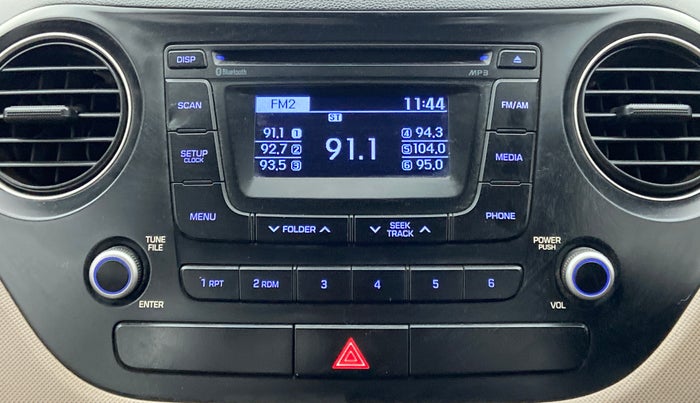 DISP
Bluetooth
MP3
SCAN
FM2
11:44
FM/AM
ST
91.1 1
4 94.3
92.7 2
91.1
5 104.0
93.5 3
6 95.0
SETUP
CLOCK
MEDIA
MENU
FOLDER
SEEK
TRACK
PHONE
TUNE
FILE
POWER
PUSH
1 RPT
2 RDM
3
4
5
6
ENTER
VOL